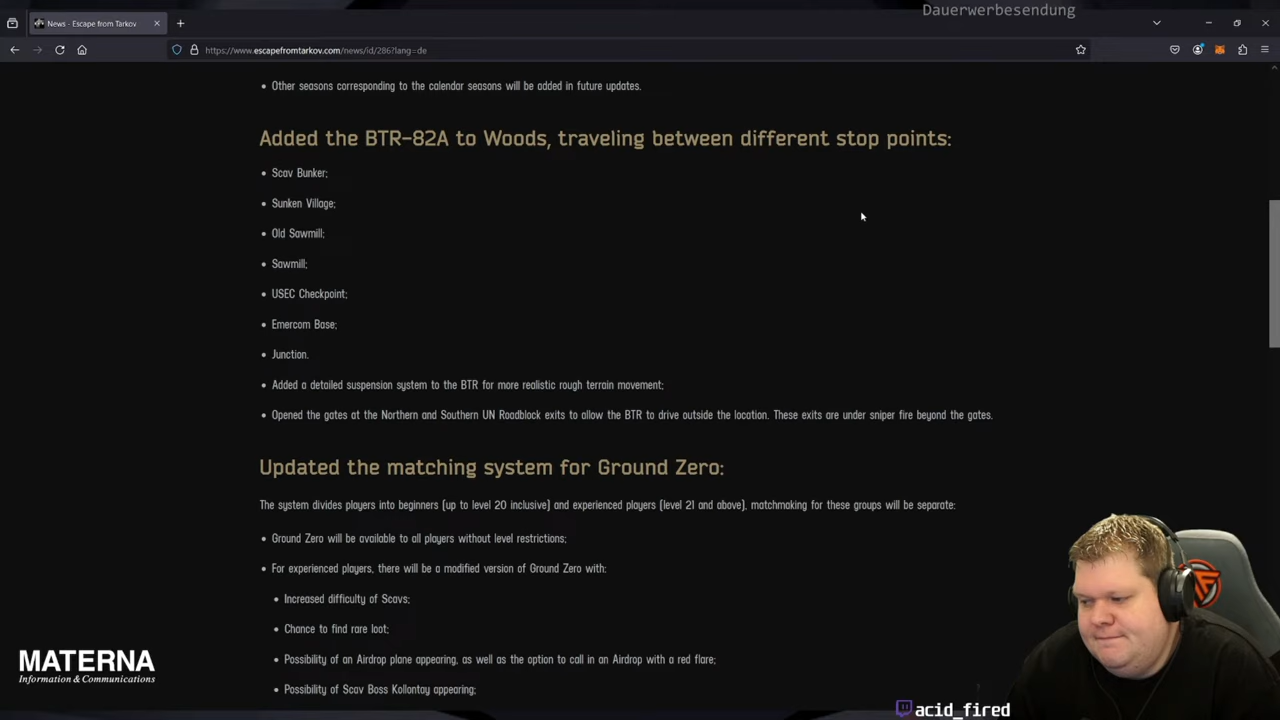 Dauerwerbesendung
News - Escape from Tarkov
https://www.escapefromtarkov.com/news/id/286?lang=de
• Other seasons corresponding to the calendar seasons will be added in future updates.
Added the BTR-82A to Woods, traveling between different stop points:
• Scav Bunker;
• Sunken Village;
• Old Sawmill;
• Sawmill;
• USEC Checkpoint;
• Emercom Base;
• Junction.
• Added a detailed suspension system to the BTR for more realistic rough terrain movement;
• Opened the gates at the Northern and Southern UN Roadblock exits to allow the BTR to drive outside the location. These exits are under sniper fire beyond the gates.
Updated the matching system for Ground Zero:
The system divides players into beginners (up to level 20 inclusive) and experienced players (level 21 and above), matchmaking for these groups will be separate:
• Ground Zero will be available to all players without level restrictions;
• For experienced players, there will be a modified version of Ground Zero with:
• Increased difficulty of Scavs;
• Chance to find rare loot;
• Possibility of an Airdrop plane appearing, as well as the option to call in an Airdrop with a red flare;
• Possibility of Scav Boss Kollontay appearing;
MATERNA
Information & Communications
acid_fired